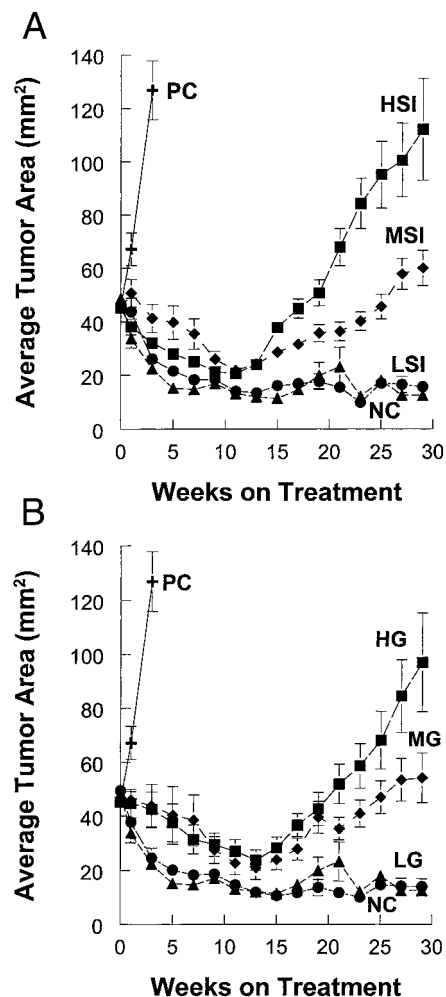 A
140
120
100
80
60
40
20
0
Average Tumor Area (mm²)
PC
HSI
MSI
LSI
NC
0 5 10 15 20 25 30
Weeks on Treatment
B
140
120
100
80
60
40
20
0
Average Tumor Area (mm²)
PC
HG
MG
LG
NC
0 5 10 15 20 25 30
Weeks on Treatment